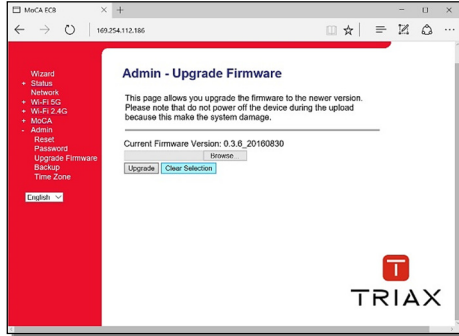 MoCA ECB
169.254.112.186
Wizard
+ Status
Network
+ Wi-Fi 5G
+ Wi-Fi 2.4G
+ MoCA
- Admin
Reset
Password
Upgrade Firmware
Backup
Time Zone
English
Admin - Upgrade Firmware
This page allows you upgrade the firmware to the newer version.
Please note that do not power off the device during the upload
because this make the system damage.
Current Firmware Version: 0.3.6_20160830
Browse...
Upgrade Clear Selection
TRIAX